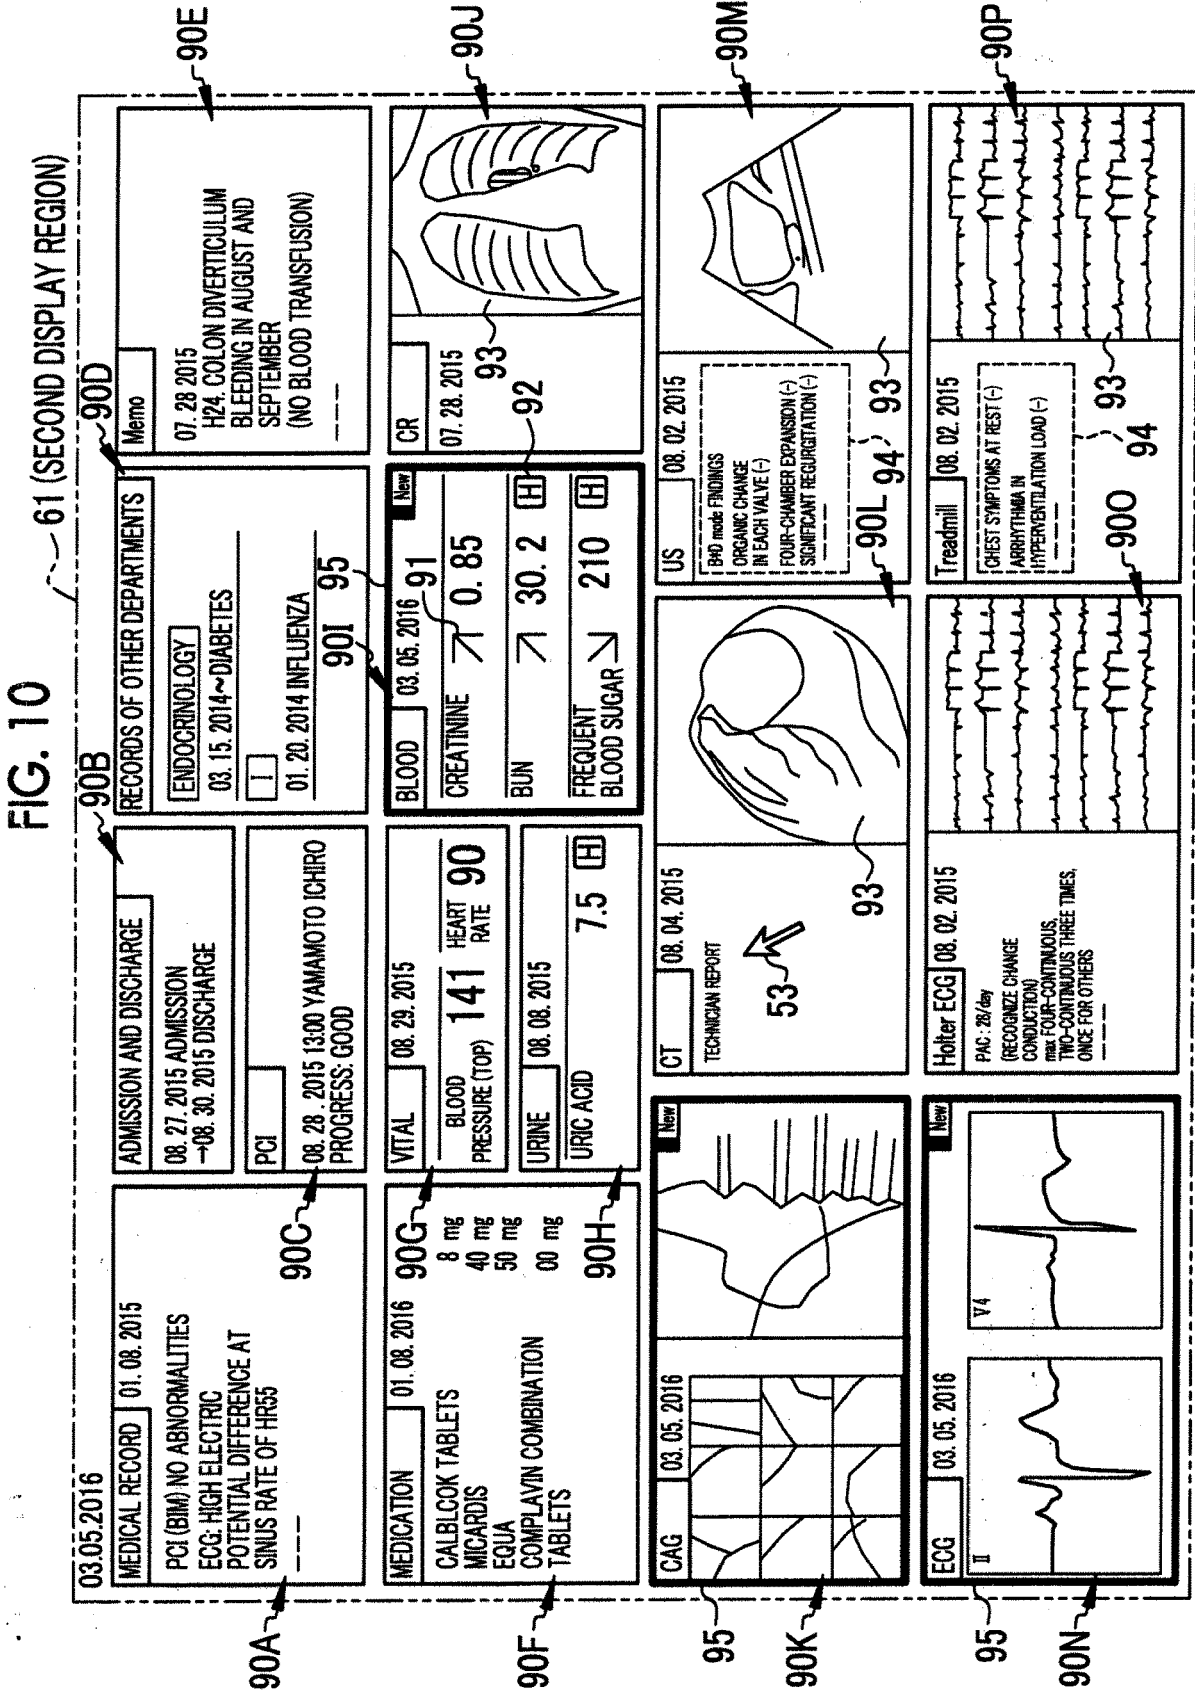 FIG. 10
61 (SECOND DISPLAY REGION)
03.05.2016
90A
MEDICAL RECORD 01. 08. 2015
PCI (BIM) NO ABNORMALITIES
ECG: HIGH ELECTRIC
POTENTIAL DIFFERENCE AT
SINUS RATE OF HR55
90B
ADMISSION AND DISCHARGE
08. 27. 2015 ADMISSION
→08. 30. 2015 DISCHARGE
90C
PCI
08. 28 . 2015 13:00 YAMAMOTO ICHIRO
PROGRESS: GOOD
90D
RECORDS OF OTHER DEPARTMENTS
ENDOCRINOLOGY
03. 15. 2014~DIABETES
I
01. 20. 2014 INFLUENZA
90E
Memo
07. 28 2015
H24. COLON DIVERTICULUM
BLEEDING IN AUGUST AND
SEPTEMBER
(NO BLOOD TRANSFUSION)
90F
MEDICATION 01. 08. 2016
CALBLCOK TABLETS 8 mg
MICARDIS 40 mg
EQUA 50 mg
COMPLAVIN COMBINATION
TABLETS 00 mg
90G
VITAL 08. 29. 2015
BLOOD
PRESSURE (TOP) 141 HEART
RATE 90
90H
URINE 08. 08. 2015
URIC ACID 7.5 H
90I
95
BLOOD 03. 05. 2016 New
91
CREATININE 0. 85
BUN 30. 2 H
92
FREQUENT
BLOOD SUGAR 210 H
90J
CR
07. 28. 2015
93
90K
95
CAG 03. 05. 2016 New
90L
CT 08. 04. 2015
TECHNICIAN REPORT
53
93
90M
US 08. 02. 2015
B•D mode FINDINGS
ORGANIC CHANGE
IN EACH VALVE (-)
FOUR-CHAMBER EXPANSION (-)
SIGNIFICANT REGURGITATION (-)
94
93
90N
95
ECG 03. 05. 2016 New
II
V4
90O
Holter ECG 08. 02. 2015
PAC : 28/day
(RECOGNIZE CHANGE
CONDUCTION)
max FOUR-CONTINUOUS,
TWO-CONTINUOUS THREE TIMES,
ONCE FOR OTHERS
90P
Treadmill 08. 02. 2015
CHEST SYMPTOMS AT REST (-)
ARRHYTHMIA IN
HYPERVENTILATION LOAD (-)
94
93